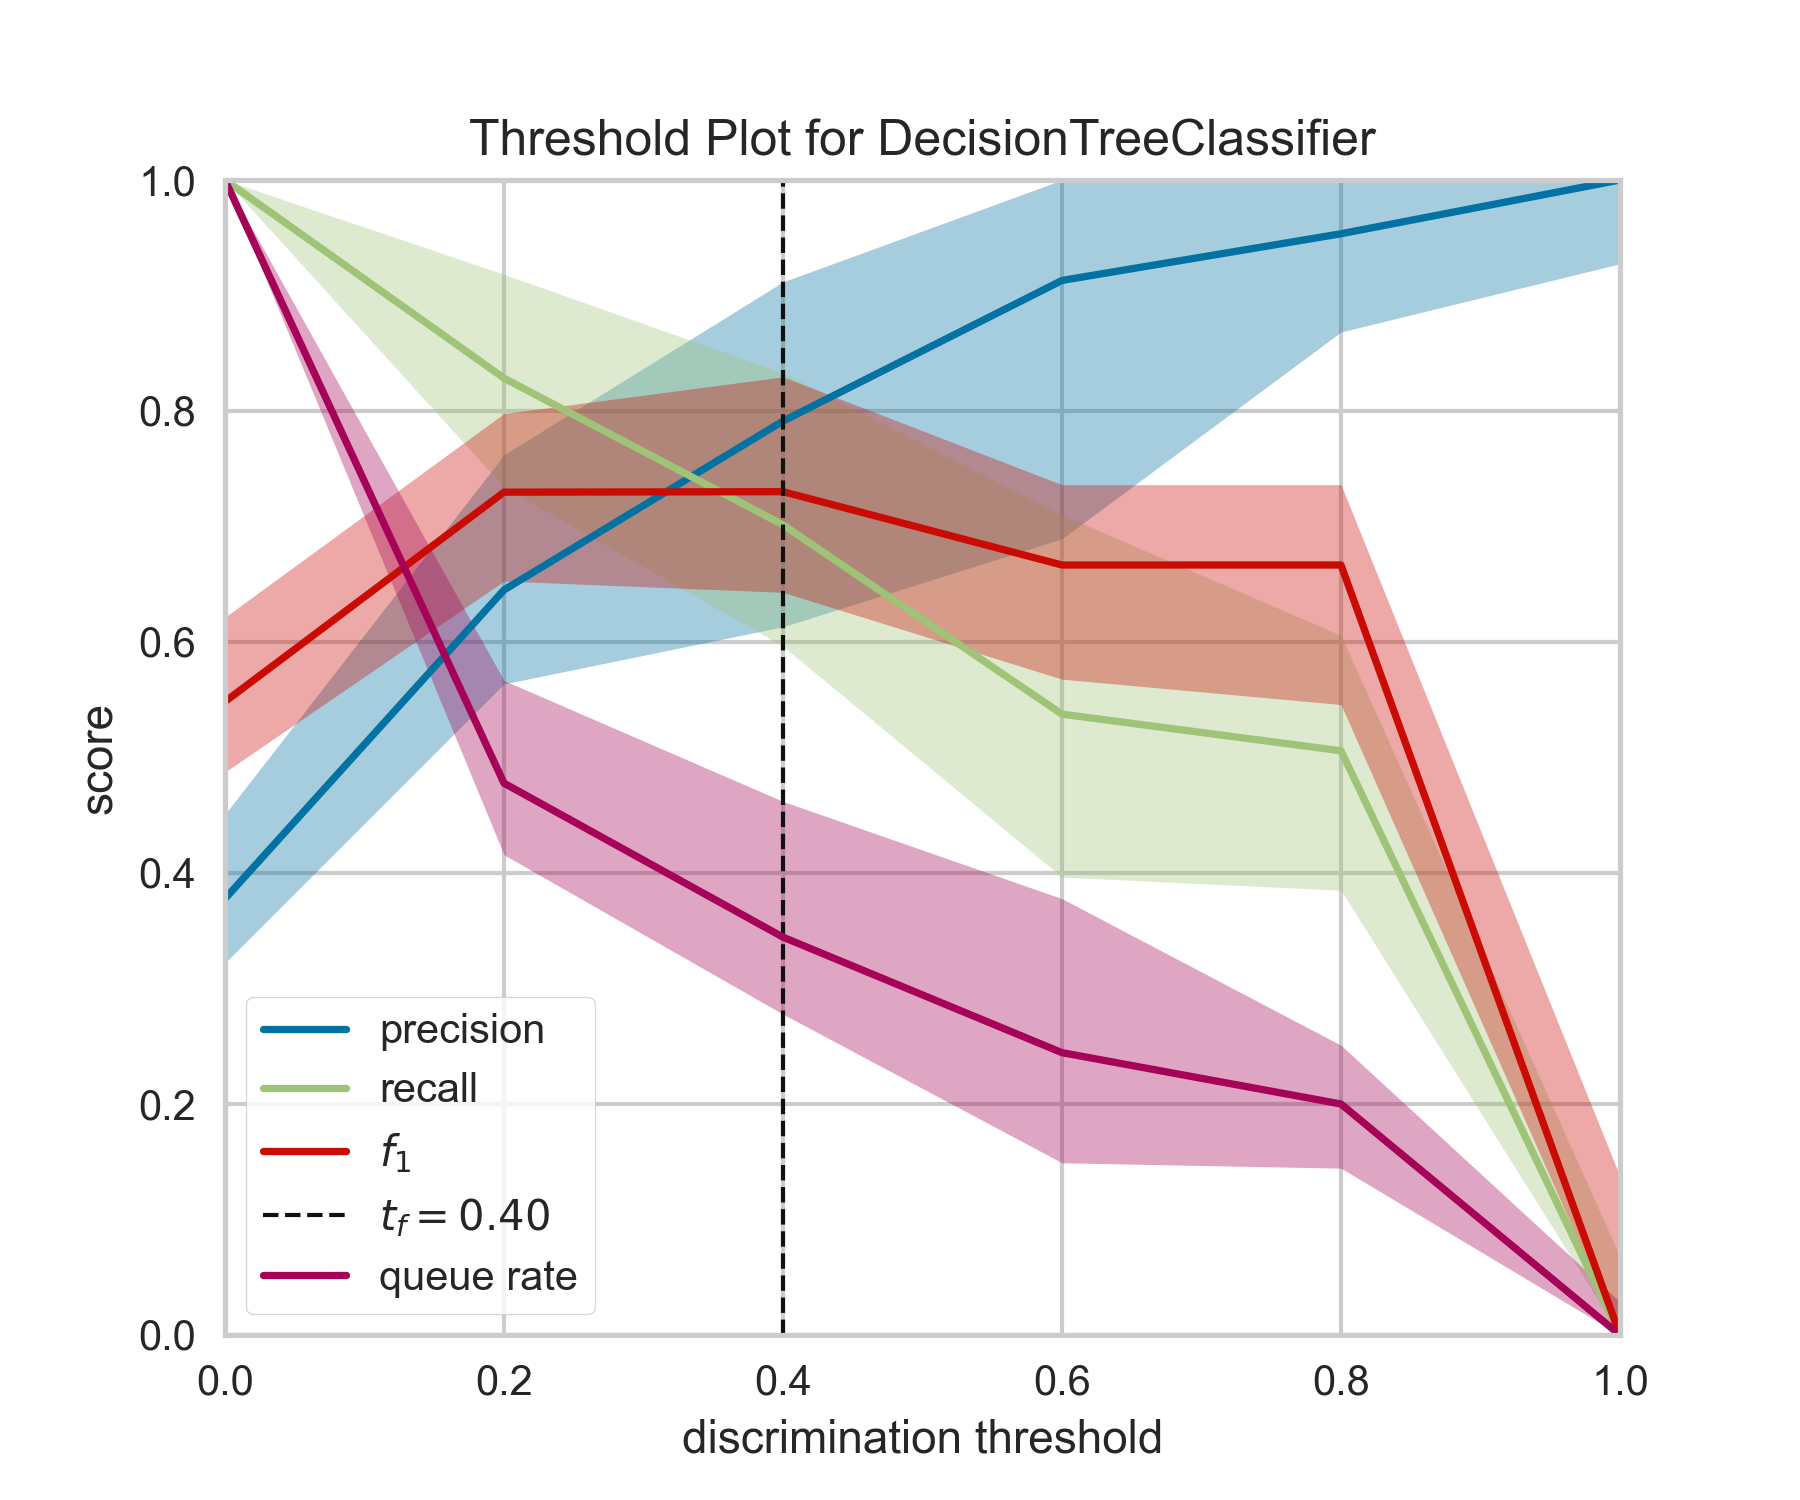 Threshold Plot for DecisionTreeClassifier
1.0
0.8
0.6
0.4
0.2
0.0
score
precision
recall
f₁
t_f = 0.40
queue rate
0.0 0.2 0.4 0.6 0.8 1.0
discrimination threshold